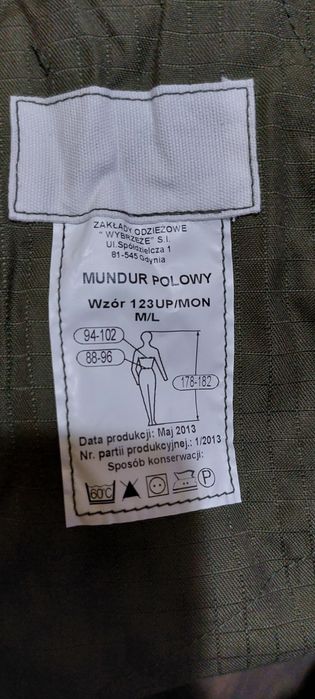 ZAKŁADY ODZIEŻOWE
"WYBRZEŻE" S.I.
Ul.Spółdzielcza 1
81-545 Gdynia
MUNDUR POLOWY
Wzór 123UP/MON
M/L
94-102
88-96
178-182
Data produkcji: Maj 2013
Nr. partii produkcyjnej.: 1/2013
Sposób konserwacji:
60°C
P